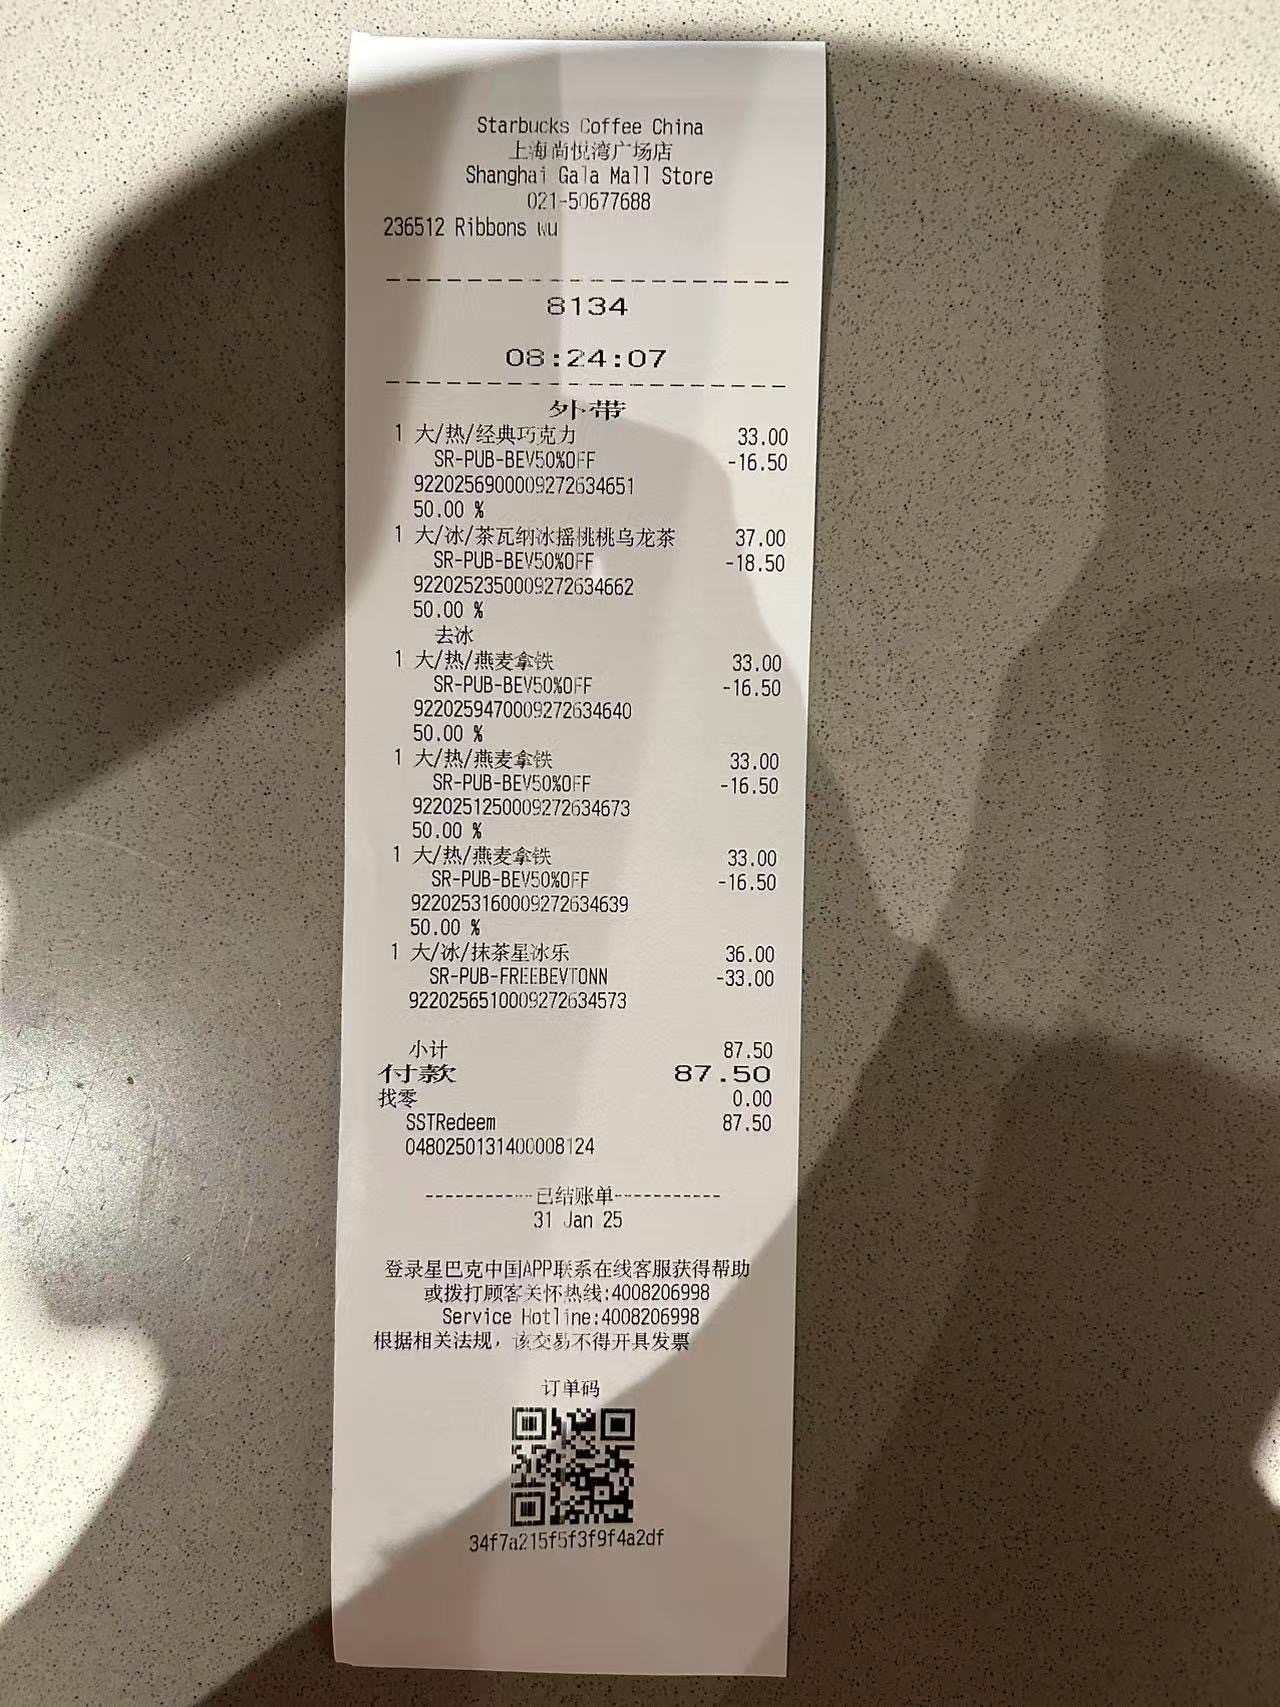 Starbucks Coffee China
上海尚悦湾广场店
Shanghai Gala Mall Store
021-50677688
236512 Ribbons wu
--------------------------------
8134
08:24:07
--------------------------------
外带
1 大/热/经典巧克力 33.00
SR-PUB-BEV50%OFF -16.50
9220256900009272634651
50.00 %
1 大/冰/茶瓦纳冰摇桃桃乌龙茶 37.00
SR-PUB-BEV50%OFF -18.50
9220252350009272634662
50.00 %
去冰
1 大/热/燕麦拿铁 33.00
SR-PUB-BEV50%OFF -16.50
9220259470009272634640
50.00 %
1 大/热/燕麦拿铁 33.00
SR-PUB-BEV50%OFF -16.50
9220251250009272634673
50.00 %
1 大/热/燕麦拿铁 33.00
SR-PUB-BEV50%OFF -16.50
9220253160009272634639
50.00 %
1 大/冰/抹茶星冰乐 36.00
SR-PUB-FREEBEVTONN -33.00
9220256510009272634573
小计 87.50
付款 87.50
找零 0.00
SSTRedeem 87.50
0480250131400008124
-----------已结账单-----------
31 Jan 25
登录星巴克中国APP联系在线客服获得帮助
或拨打顾客关怀热线:4008206998
Service Hotline:4008206998
根据相关法规，该交易不得开具发票
订单码
34f7a215f5f3f9f4a2df